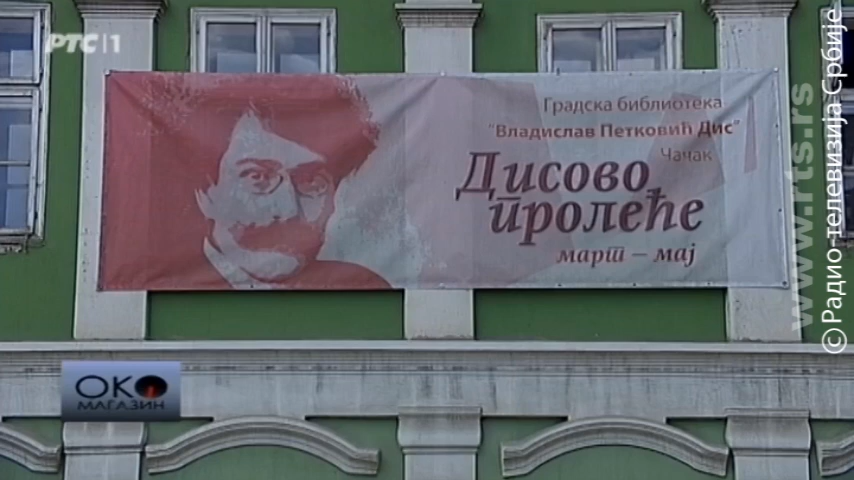 РТС|1
Градска библиотека
"Владислав Петковић Дис"
Чачак
Дисово
пролеће
март – мај
ОКО
МАГАЗИН
www.rts.rs
© Радио-телевизија Србије